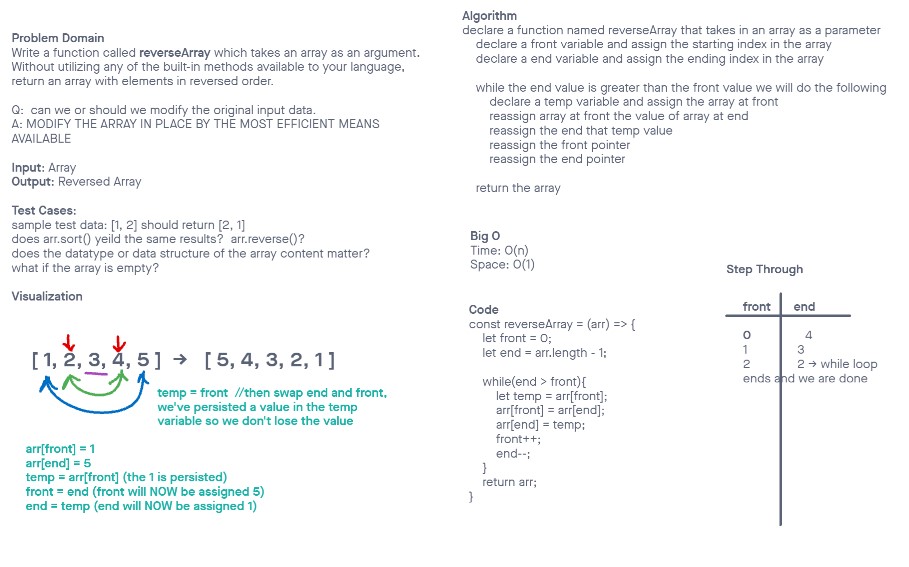 Problem Domain
Write a function called reverseArray which takes an array as an argument.
Without utilizing any of the built-in methods available to your language,
return an array with elements in reversed order.
Q: can we or should we modify the original input data.
A: MODIFY THE ARRAY IN PLACE BY THE MOST EFFICIENT MEANS
AVAILABLE
Input: Array
Output: Reversed Array
Test Cases:
sample test data: [1, 2] should return [2, 1]
does arr.sort() yeild the same results? arr.reverse()?
does the datatype or data structure of the array content matter?
what if the array is empty?
Visualization
[ 1, 2, 3, 4, 5 ] → [ 5, 4, 3, 2, 1 ]
temp = front //then swap end and front,
we've persisted a value in the temp
variable so we don't lose the value
arr[front] = 1
arr[end] = 5
temp = arr[front] (the 1 is persisted)
front = end (front will NOW be assigned 5)
end = temp (end will NOW be assigned 1)
Algorithm
declare a function named reverseArray that takes in an array as a parameter
declare a front variable and assign the starting index in the array
declare a end variable and assign the ending index in the array
while the end value is greater than the front value we will do the following
declare a temp variable and assign the array at front
reassign array at front the value of array at end
reassign the end that temp value
reassign the front pointer
reassign the end pointer
return the array
Big O
Time: O(n)
Space: O(1)
Code
const reverseArray = (arr) => {
let front = 0;
let end = arr.length - 1;
while(end > front){
let temp = arr[front];
arr[front] = arr[end];
arr[end] = temp;
front++;
end--;
}
return arr;
}
Step Through
front end
0 4
1 3
2 2 → while loop
ends and we are done